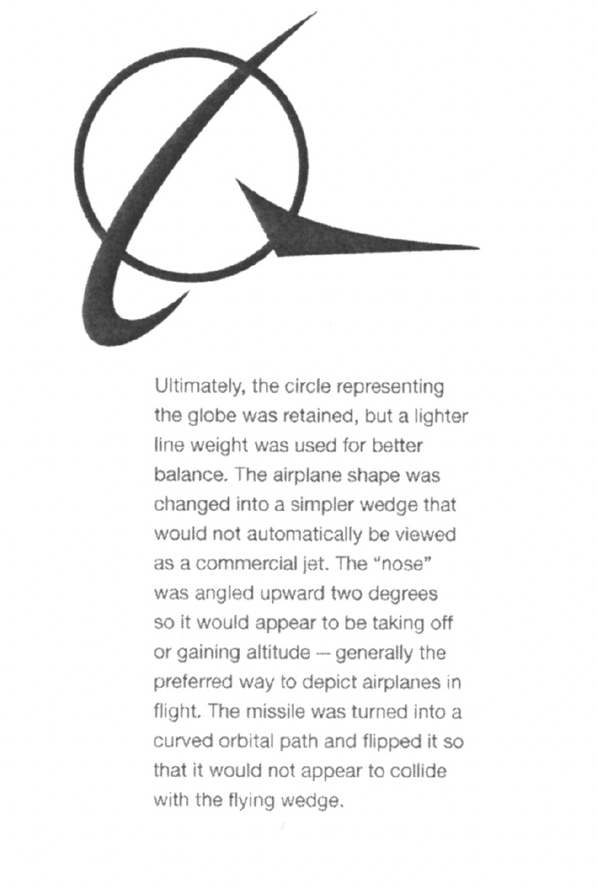 Ultimately, the circle representing
the globe was retained, but a lighter
line weight was used for better
balance. The airplane shape was
changed into a simpler wedge that
would not automatically be viewed
as a commercial jet. The “nose”
was angled upward two degrees
so it would appear to be taking off
or gaining altitude — generally the
preferred way to depict airplanes in
flight. The missile was turned into a
curved orbital path and flipped it so
that it would not appear to collide
with the flying wedge.